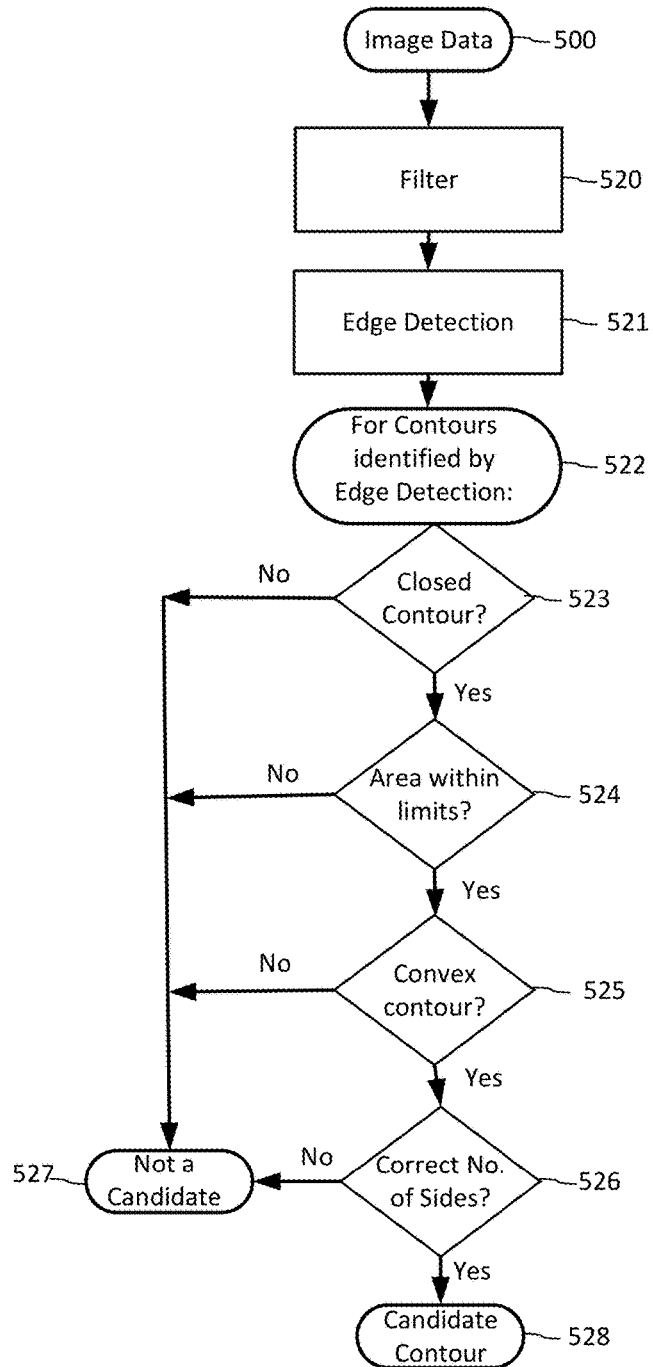 Image Data
500
Filter
520
Edge Detection
521
For Contours
identified by
Edge Detection:
522
No
Closed
Contour?
523
Yes
No
Area within
limits?
524
Yes
No
Convex
contour?
525
Yes
527
Not a
Candidate
No
Correct No.
of Sides?
526
Yes
Candidate
Contour
528